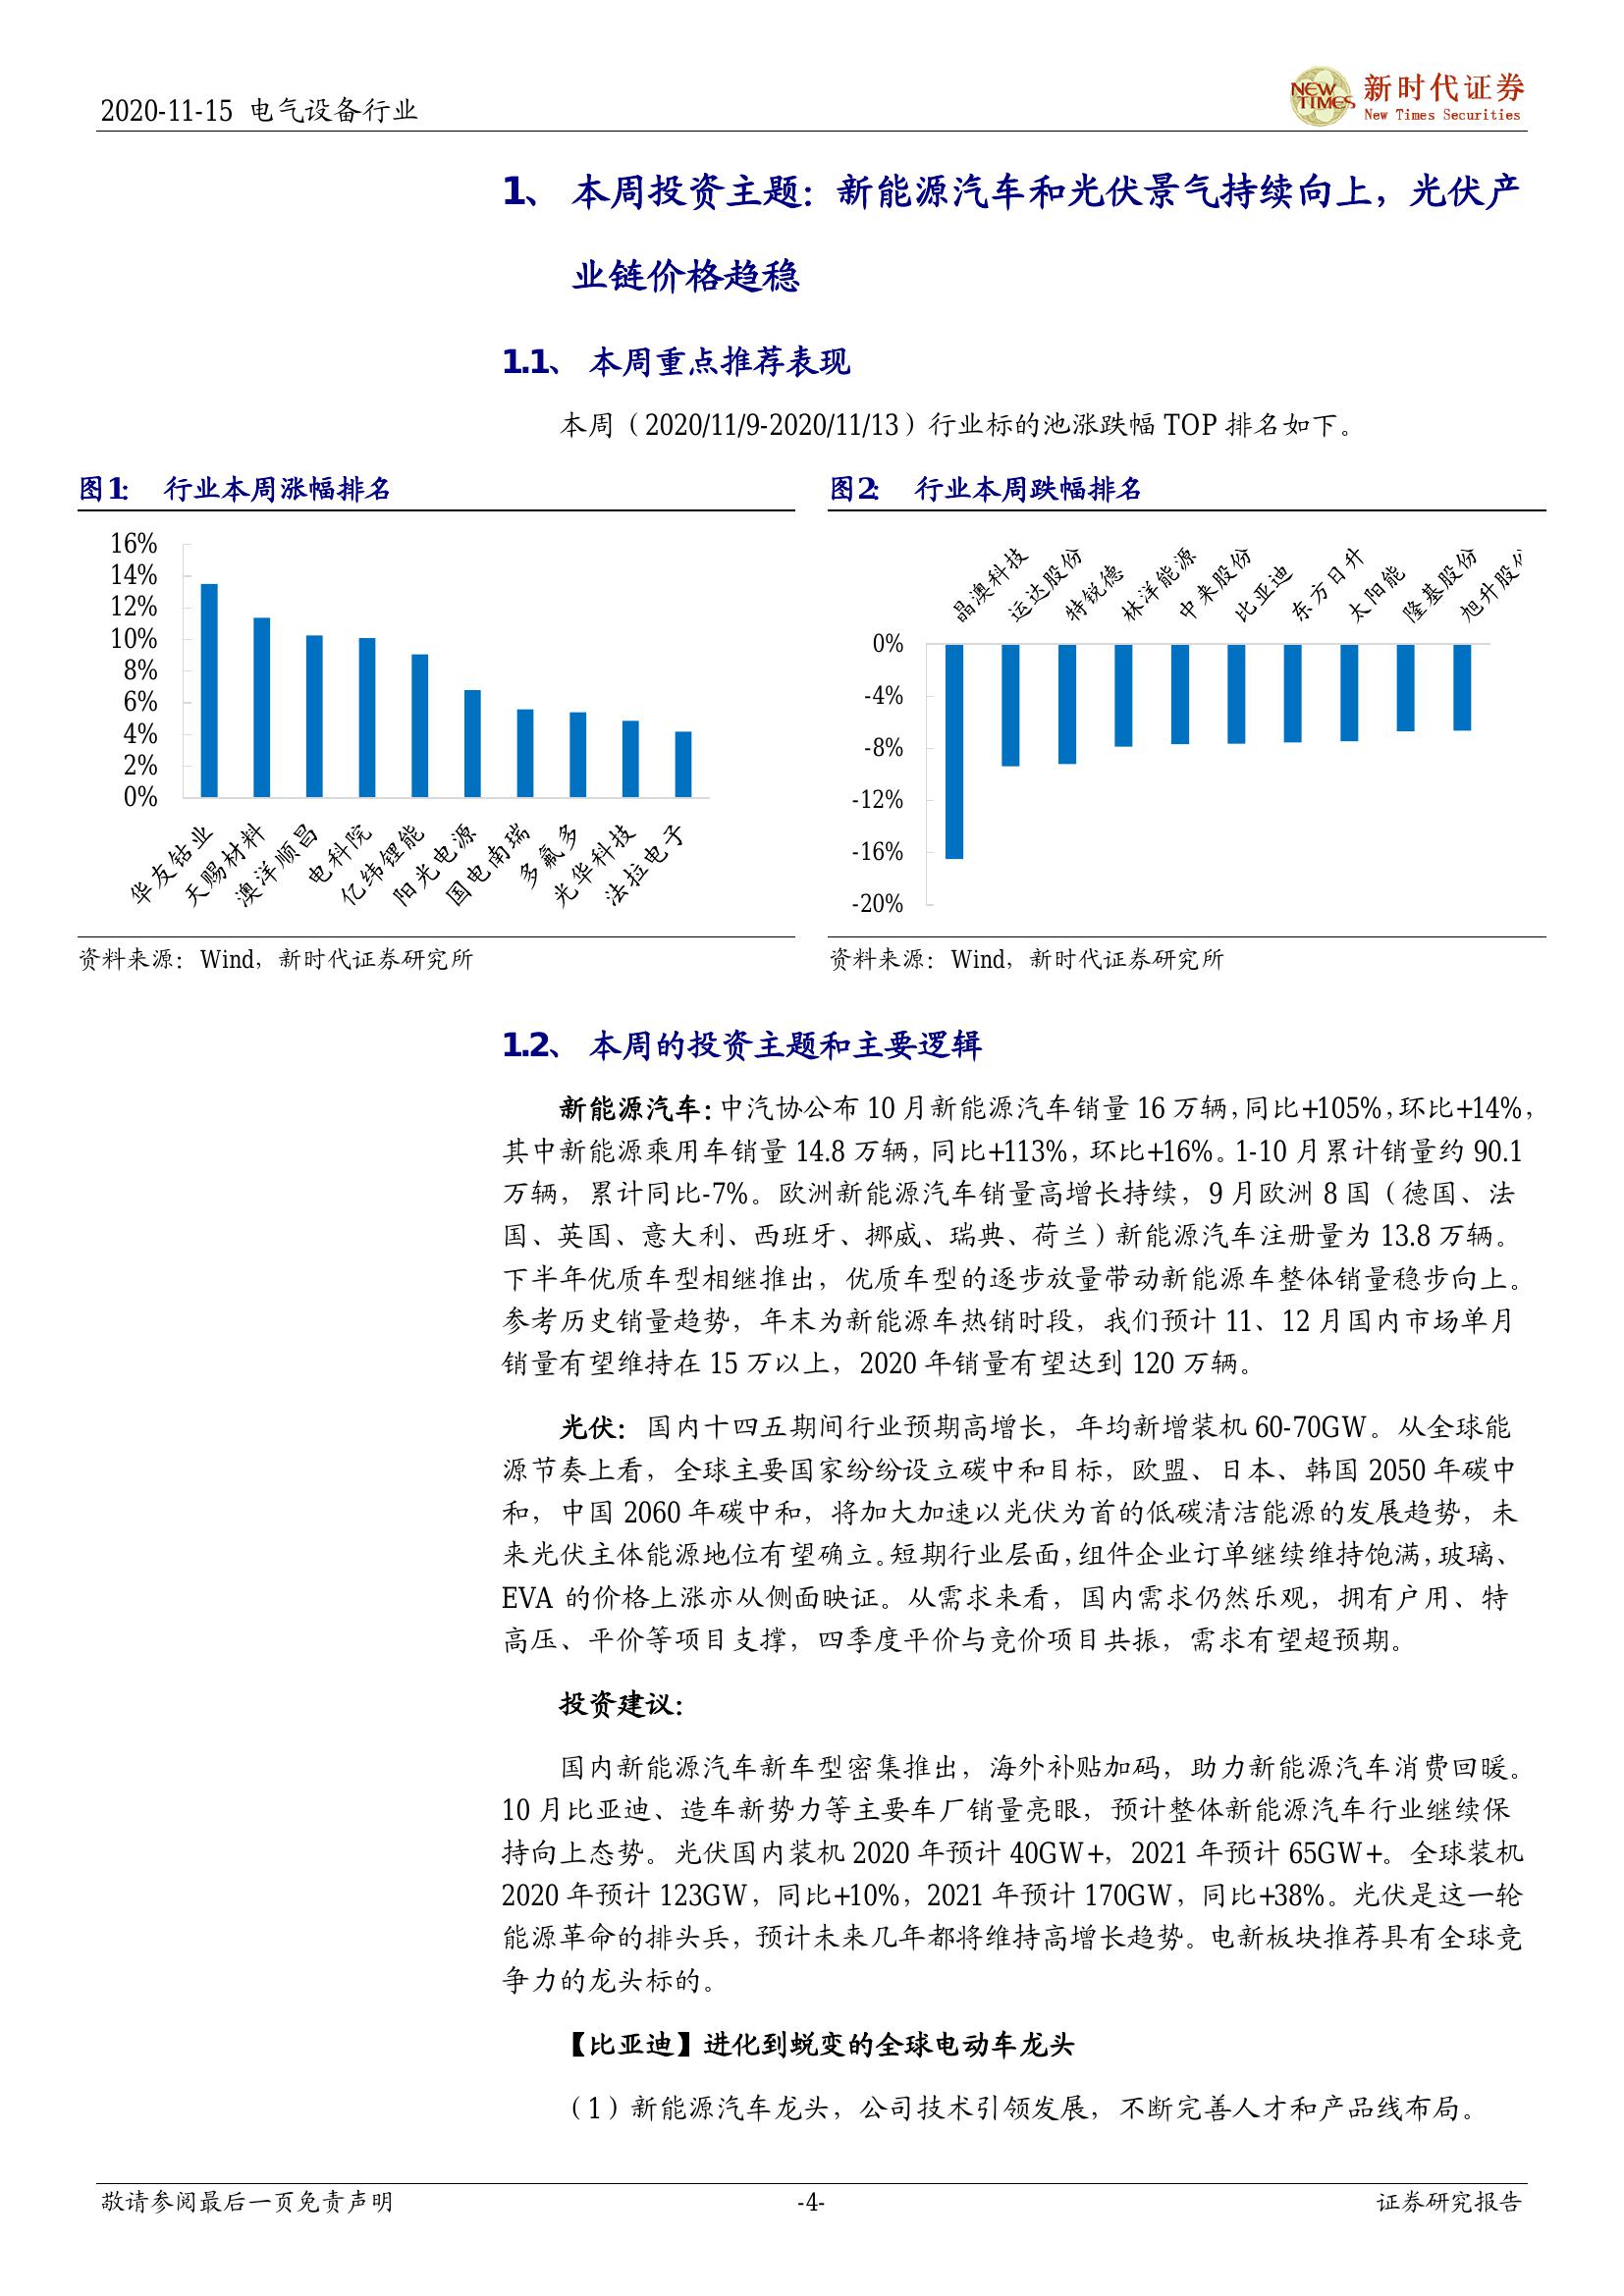 2020-11-15 电气设备行业
NEW TIMES 新时代证券
New Times Securities
1、 本周投资主题：新能源汽车和光伏景气持续向上，光伏产
业链价格趋稳
1.1、 本周重点推荐表现
本周（2020/11/9-2020/11/13）行业标的池涨跌幅 TOP 排名如下。
图1： 行业本周涨幅排名
16%
14%
12%
10%
8%
6%
4%
2%
0%
华友钴业
天赐材料
澳洋顺昌
电科院
亿纬锂能
阳光电源
国电南瑞
多氟多
光华科技
法拉电子
资料来源：Wind，新时代证券研究所
图2： 行业本周跌幅排名
晶澳科技
运达股份
特锐德
林洋能源
中来股份
比亚迪
东方日升
太阳能
隆基股份
旭升股份
0%
-4%
-8%
-12%
-16%
-20%
资料来源：Wind，新时代证券研究所
1.2、 本周的投资主题和主要逻辑
新能源汽车：中汽协公布 10 月新能源汽车销量 16 万辆，同比+105%，环比+14%，
其中新能源乘用车销量 14.8 万辆，同比+113%，环比+16%。1-10 月累计销量约 90.1
万辆，累计同比-7%。欧洲新能源汽车销量高增长持续，9 月欧洲 8 国（德国、法
国、英国、意大利、西班牙、挪威、瑞典、荷兰）新能源汽车注册量为 13.8 万辆。
下半年优质车型相继推出，优质车型的逐步放量带动新能源车整体销量稳步向上。
参考历史销量趋势，年末为新能源车热销时段，我们预计 11、12 月国内市场单月
销量有望维持在 15 万以上，2020 年销量有望达到 120 万辆。
光伏：国内十四五期间行业预期高增长，年均新增装机 60-70GW。从全球能
源节奏上看，全球主要国家纷纷设立碳中和目标，欧盟、日本、韩国 2050 年碳中
和，中国 2060 年碳中和，将加大加速以光伏为首的低碳清洁能源的发展趋势，未
来光伏主体能源地位有望确立。短期行业层面，组件企业订单继续维持饱满，玻璃、
EVA 的价格上涨亦从侧面映证。从需求来看，国内需求仍然乐观，拥有户用、特
高压、平价等项目支撑，四季度平价与竞价项目共振，需求有望超预期。
投资建议：
国内新能源汽车新车型密集推出，海外补贴加码，助力新能源汽车消费回暖。
10 月比亚迪、造车新势力等主要车厂销量亮眼，预计整体新能源汽车行业继续保
持向上态势。光伏国内装机 2020 年预计 40GW+，2021 年预计 65GW+。全球装机
2020 年预计 123GW，同比+10%，2021 年预计 170GW，同比+38%。光伏是这一轮
能源革命的排头兵，预计未来几年都将维持高增长趋势。电新板块推荐具有全球竞
争力的龙头标的。
【比亚迪】进化到蜕变的全球电动车龙头
（1）新能源汽车龙头，公司技术引领发展，不断完善人才和产品线布局。
敬请参阅最后一页免责声明
-4-
证券研究报告